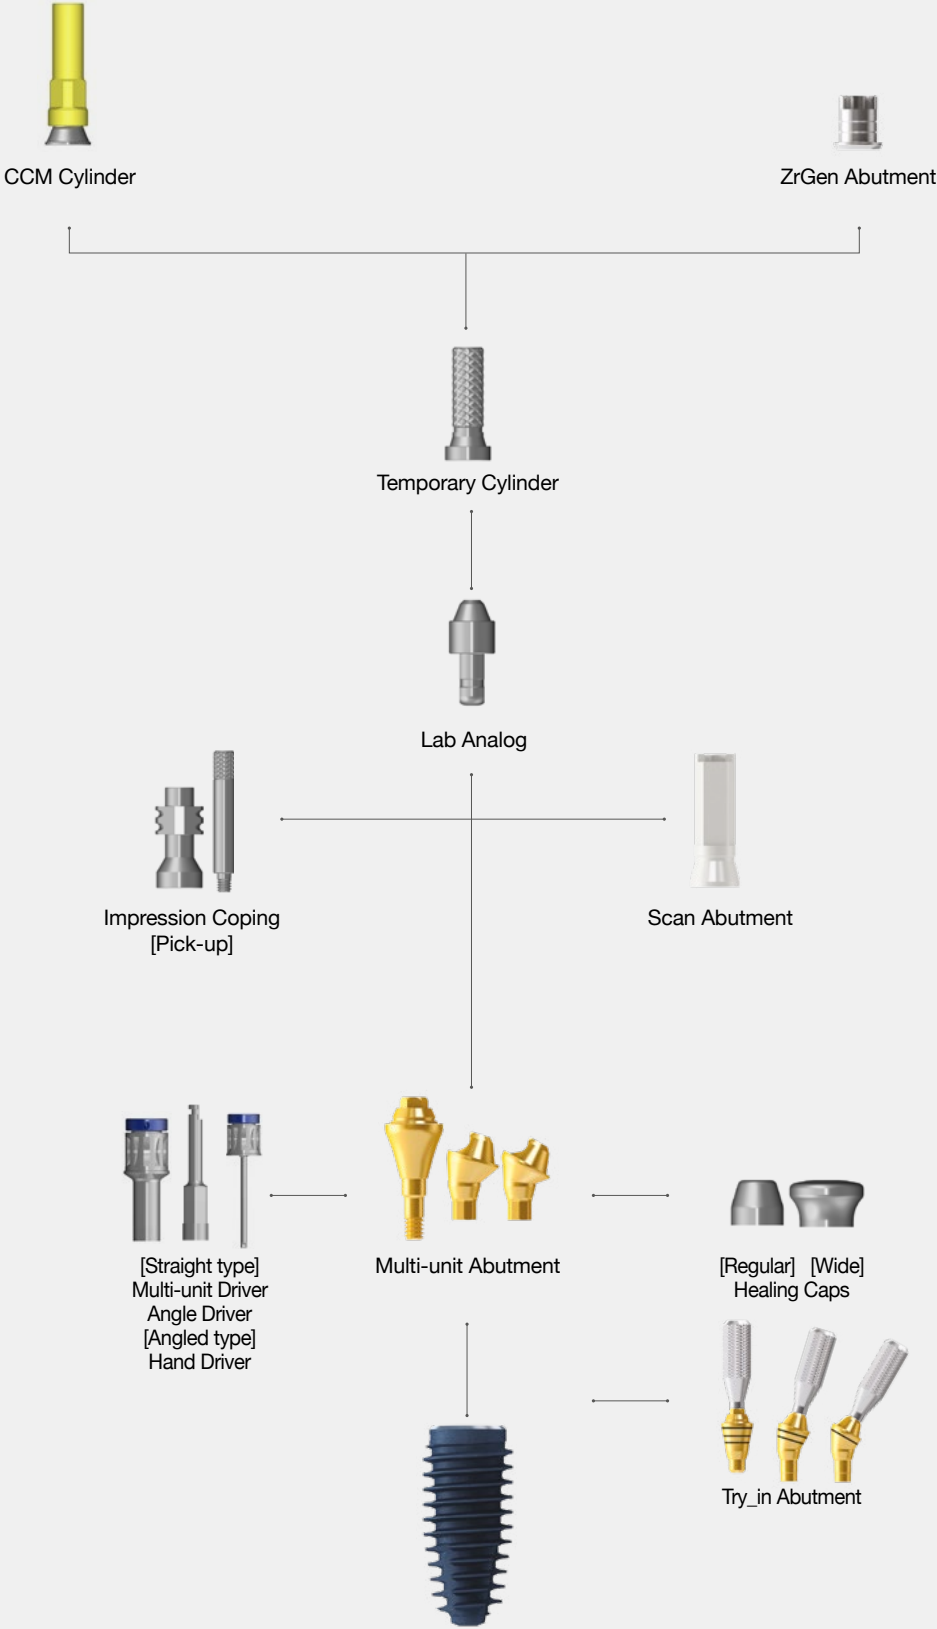 CCM Cylinder
ZrGen Abutment
Temporary Cylinder
Lab Analog
Impression Coping
[Pick-up]
Scan Abutment
[Straight type]
Multi-unit Driver
Angle Driver
[Angled type]
Hand Driver
Multi-unit Abutment
[Regular] [Wide]
Healing Caps
Try_in Abutment